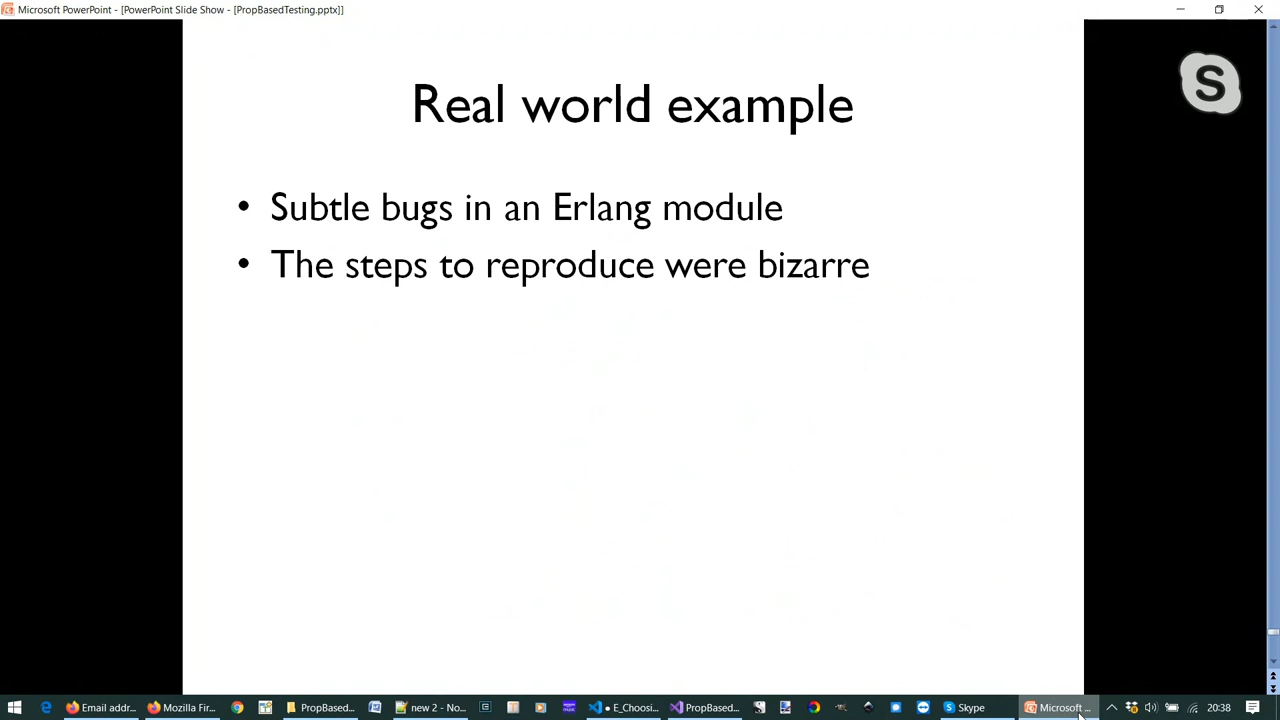 Microsoft PowerPoint - [PowerPoint Slide Show - [PropBasedTesting.pptx]]
S
Real world example
• Subtle bugs in an Erlang module
• The steps to reproduce were bizarre
Email addr... Mozilla Fir... PropBased... new 2 - No... E_Choosi... PropBased... Skype Microsoft ... 20:38